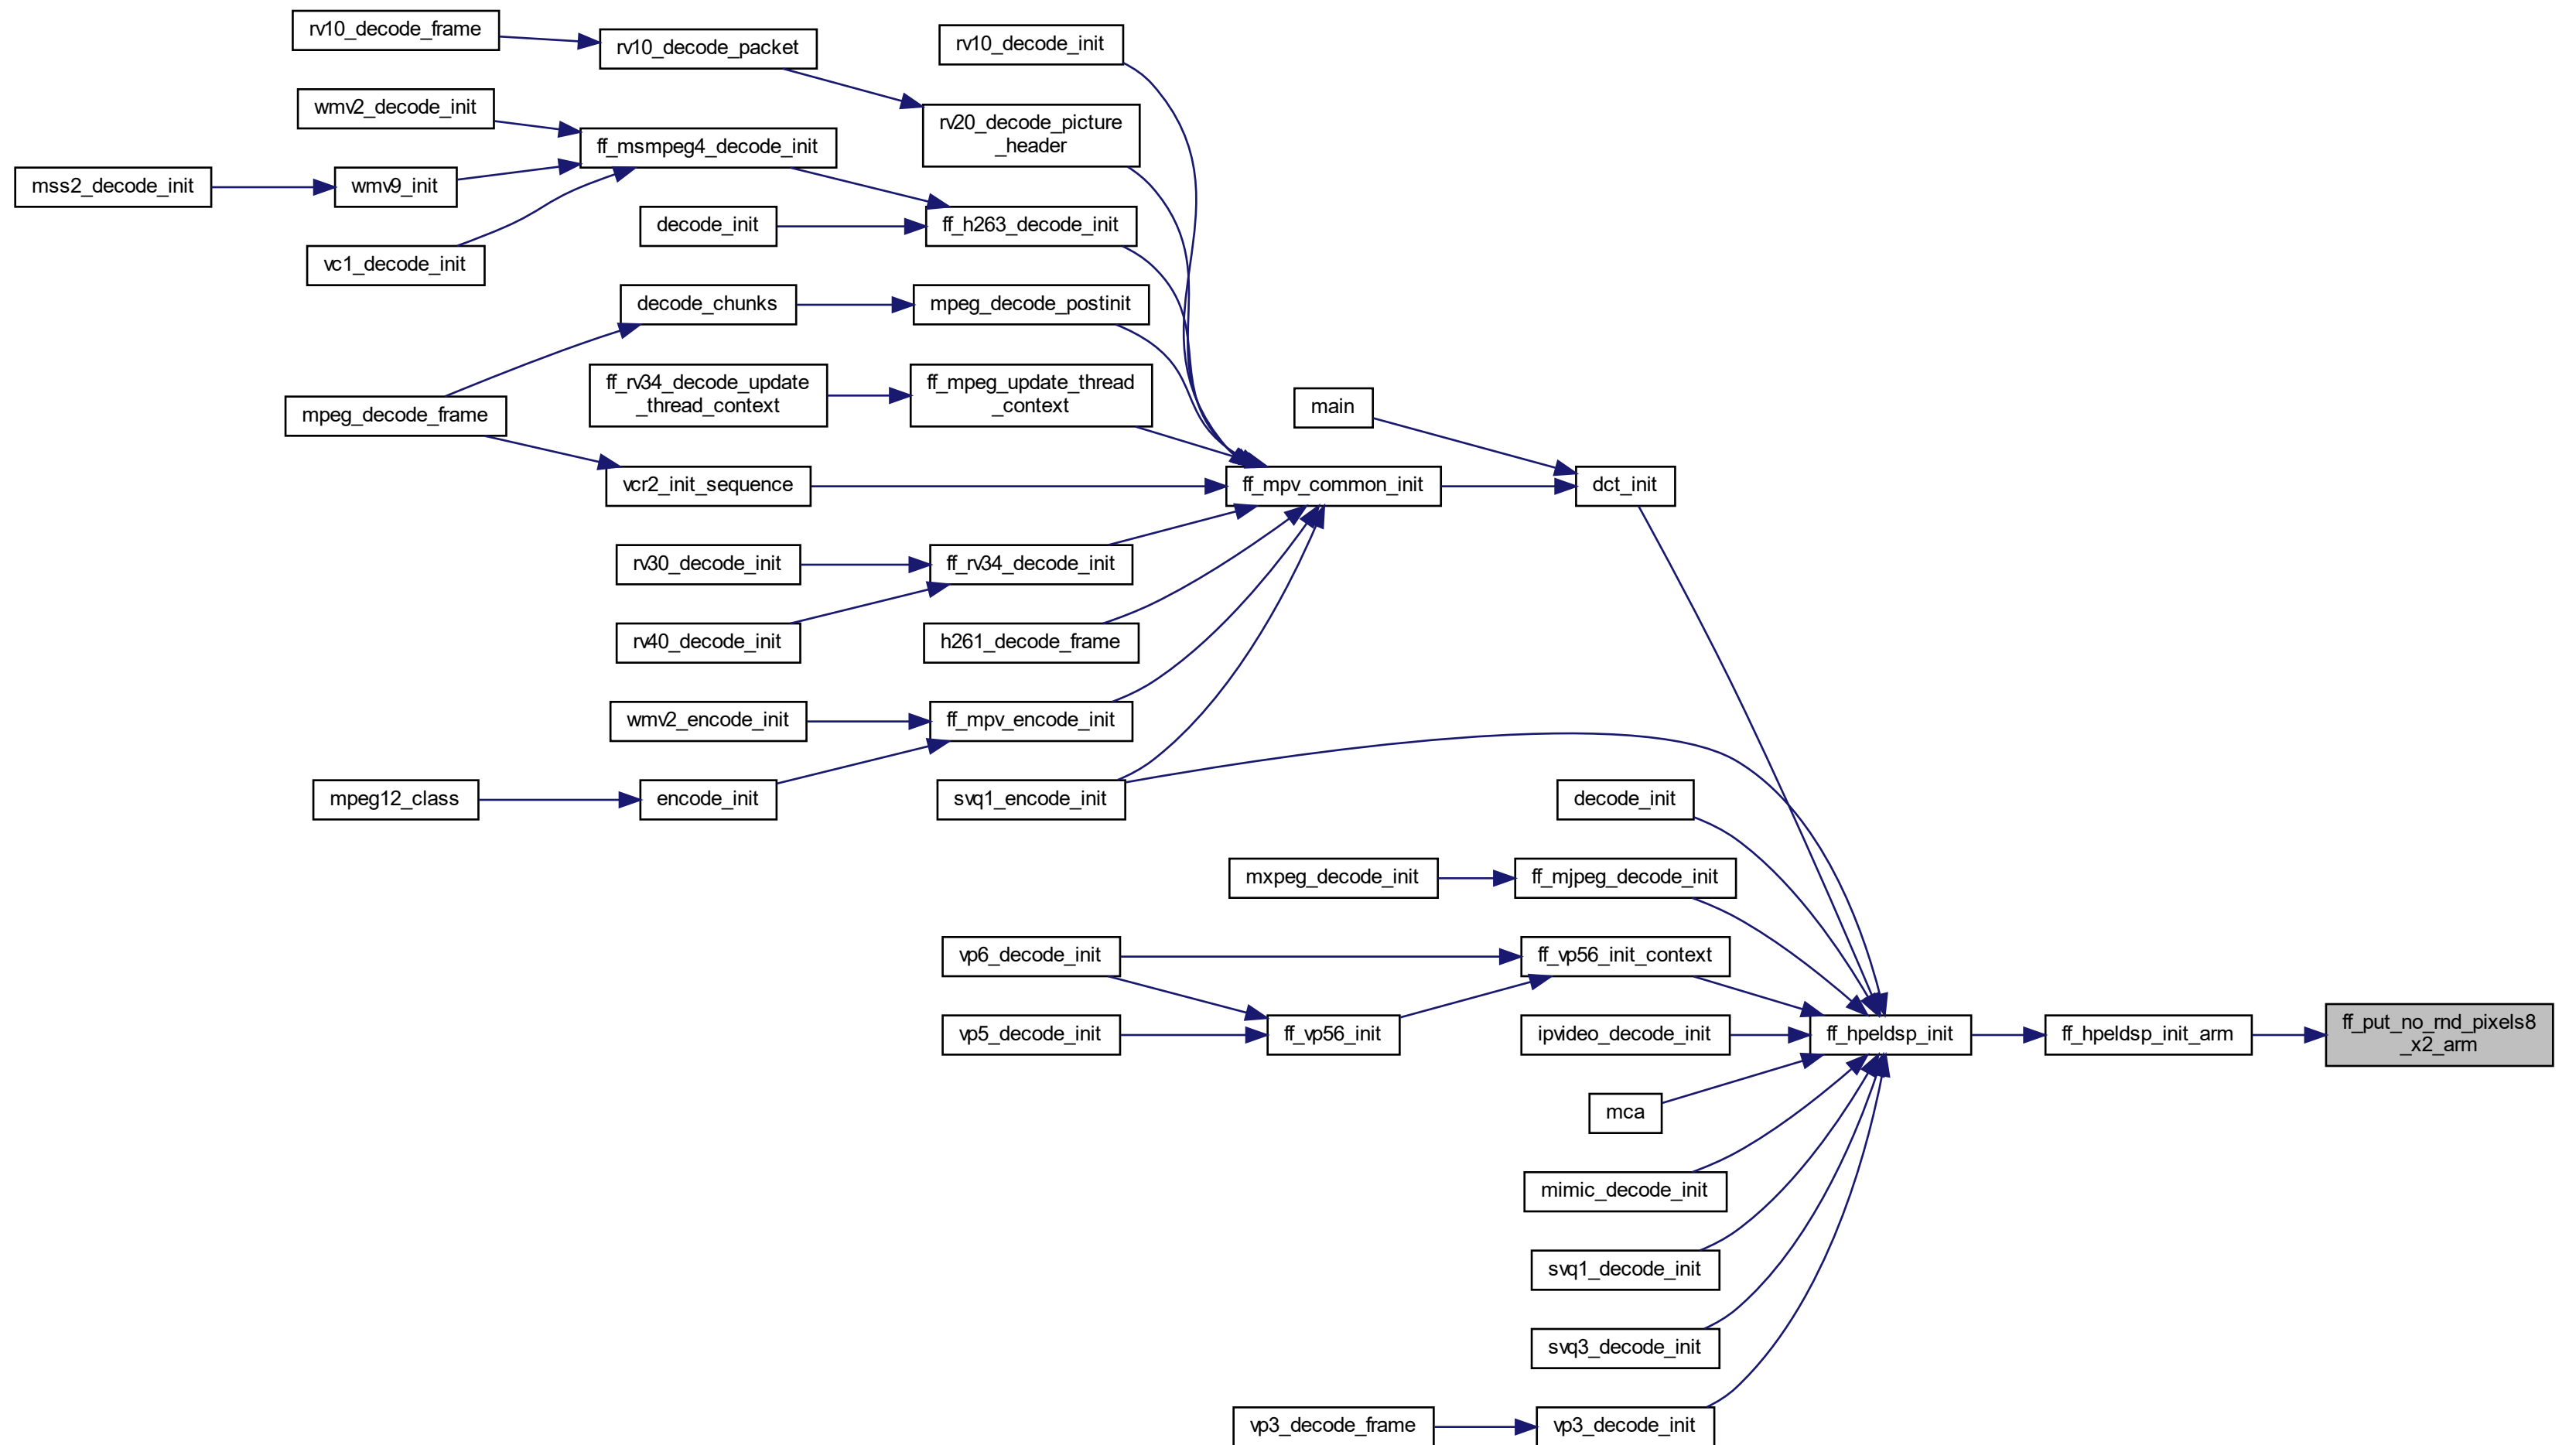 rv10_decode_frame
rv10_decode_packet
rv10_decode_init
wmv2_decode_init
rv20_decode_picture
_header
ff_msmpeg4_decode_init
mss2_decode_init
wmv9_init
decode_init
ff_h263_decode_init
vc1_decode_init
decode_chunks
mpeg_decode_postinit
ff_rv34_decode_update
_thread_context
ff_mpeg_update_thread
_context
main
mpeg_decode_frame
vcr2_init_sequence
ff_mpv_common_init
dct_init
rv30_decode_init
ff_rv34_decode_init
rv40_decode_init
h261_decode_frame
wmv2_encode_init
ff_mpv_encode_init
mpeg12_class
encode_init
svq1_encode_init
decode_init
mxpeg_decode_init
ff_mjpeg_decode_init
vp6_decode_init
ff_vp56_init_context
vp5_decode_init
ff_vp56_init
ipvideo_decode_init
ff_hpeldsp_init
ff_hpeldsp_init_arm
ff_put_no_rnd_pixels8
_x2_arm
mca
mimic_decode_init
svq1_decode_init
svq3_decode_init
vp3_decode_frame
vp3_decode_init